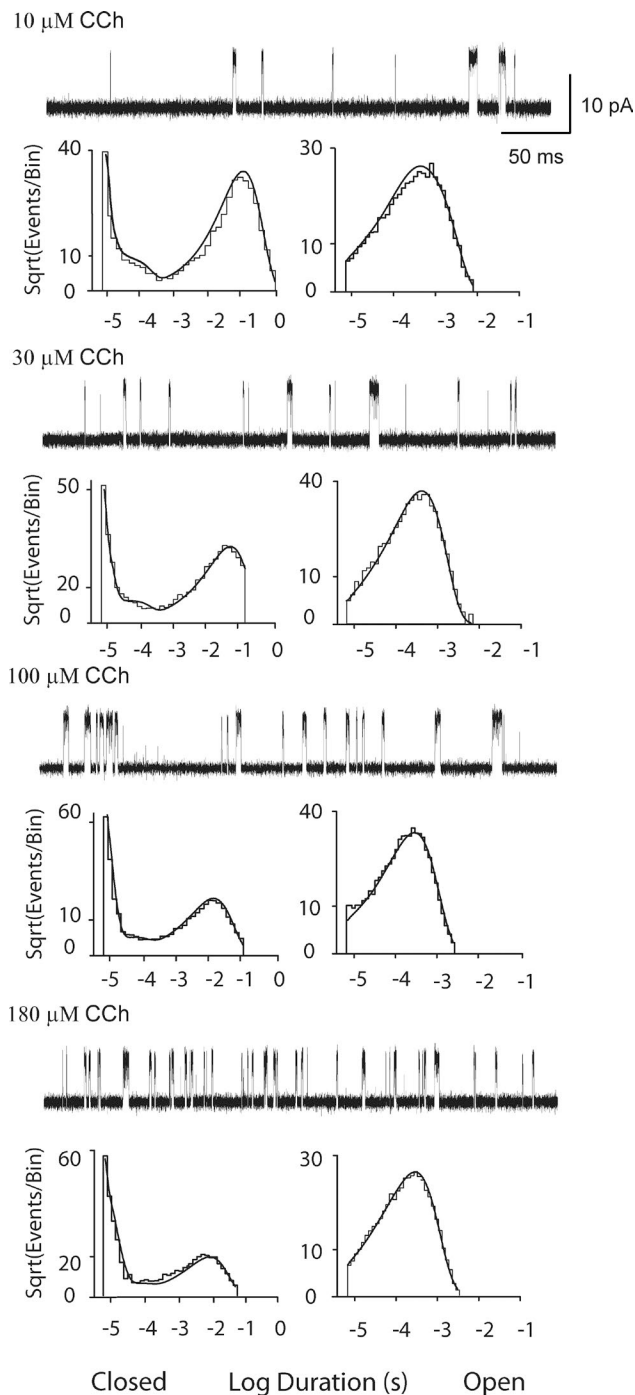 10 μM CCh
10 pA
50 ms
Sqrt(Events/Bin)
40
10
0
-5 -4 -3 -2 -1 0
30
10
0
-5 -4 -3 -2 -1
30 μM CCh
Sqrt(Events/Bin)
50
20
0
-5 -4 -3 -2 -1 0
40
10
0
-5 -4 -3 -2 -1
100 μM CCh
Sqrt(Events/Bin)
60
10
0
-5 -4 -3 -2 -1 0
40
10
0
-5 -4 -3 -2 -1
180 μM CCh
Sqrt(Events/Bin)
60
20
0
-5 -4 -3 -2 -1 0
30
10
0
-5 -4 -3 -2 -1
Closed Log Duration (s) Open